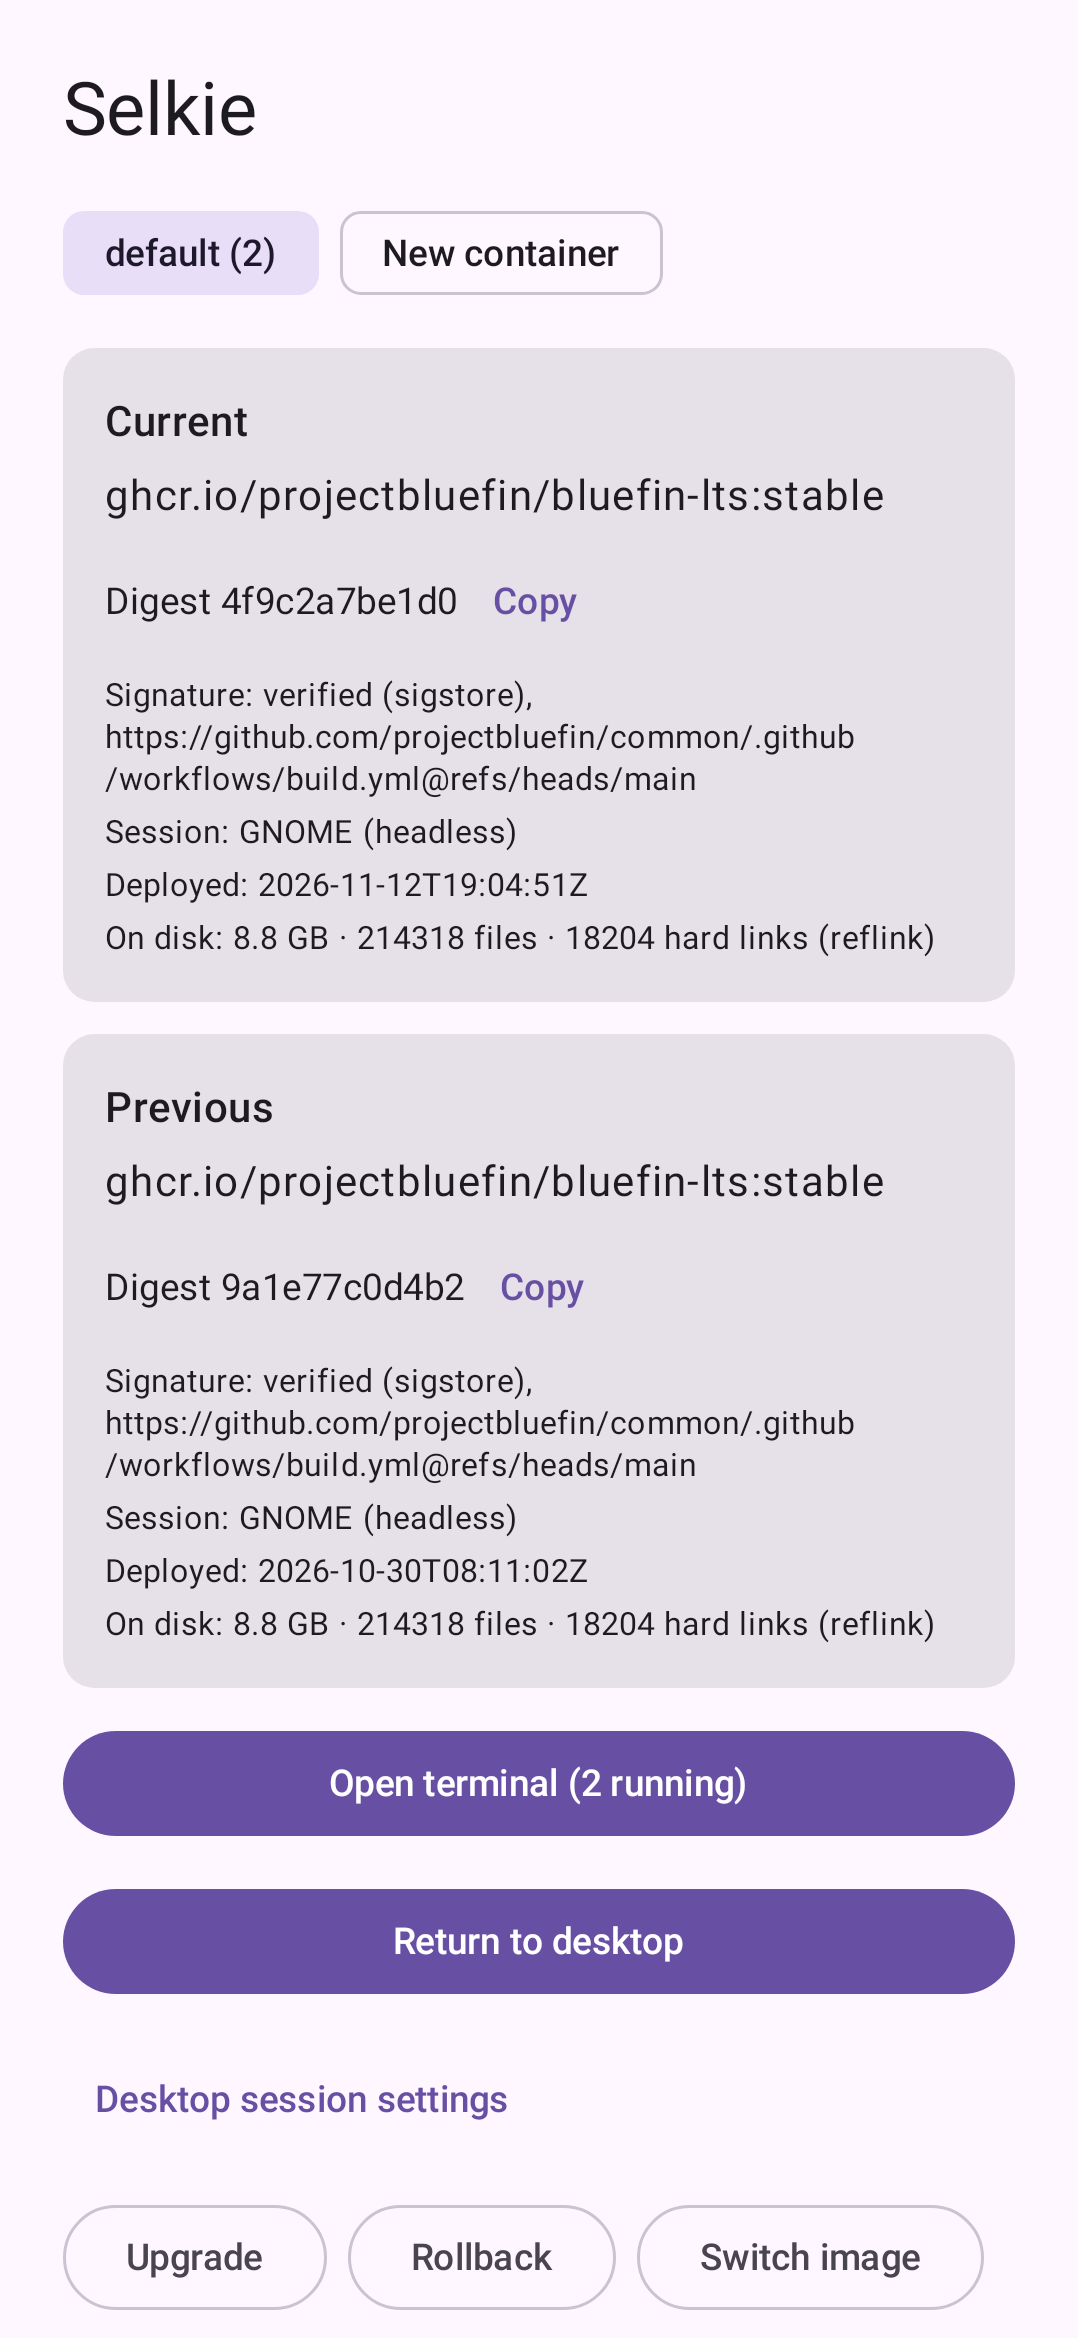 Selkie
default (2)
New container
Current
ghcr.io/projectbluefin/bluefin-lts:stable
Digest 4f9c2a7be1d0 Copy
Signature: verified (sigstore),
https://github.com/projectbluefin/common/.github
/workflows/build.yml@refs/heads/main
Session: GNOME (headless)
Deployed: 2026-11-12T19:04:51Z
On disk: 8.8 GB · 214318 files · 18204 hard links (reflink)
Previous
ghcr.io/projectbluefin/bluefin-lts:stable
Digest 9a1e77c0d4b2 Copy
Signature: verified (sigstore),
https://github.com/projectbluefin/common/.github
/workflows/build.yml@refs/heads/main
Session: GNOME (headless)
Deployed: 2026-10-30T08:11:02Z
On disk: 8.8 GB · 214318 files · 18204 hard links (reflink)
Open terminal (2 running)
Return to desktop
Desktop session settings
Upgrade
Rollback
Switch image